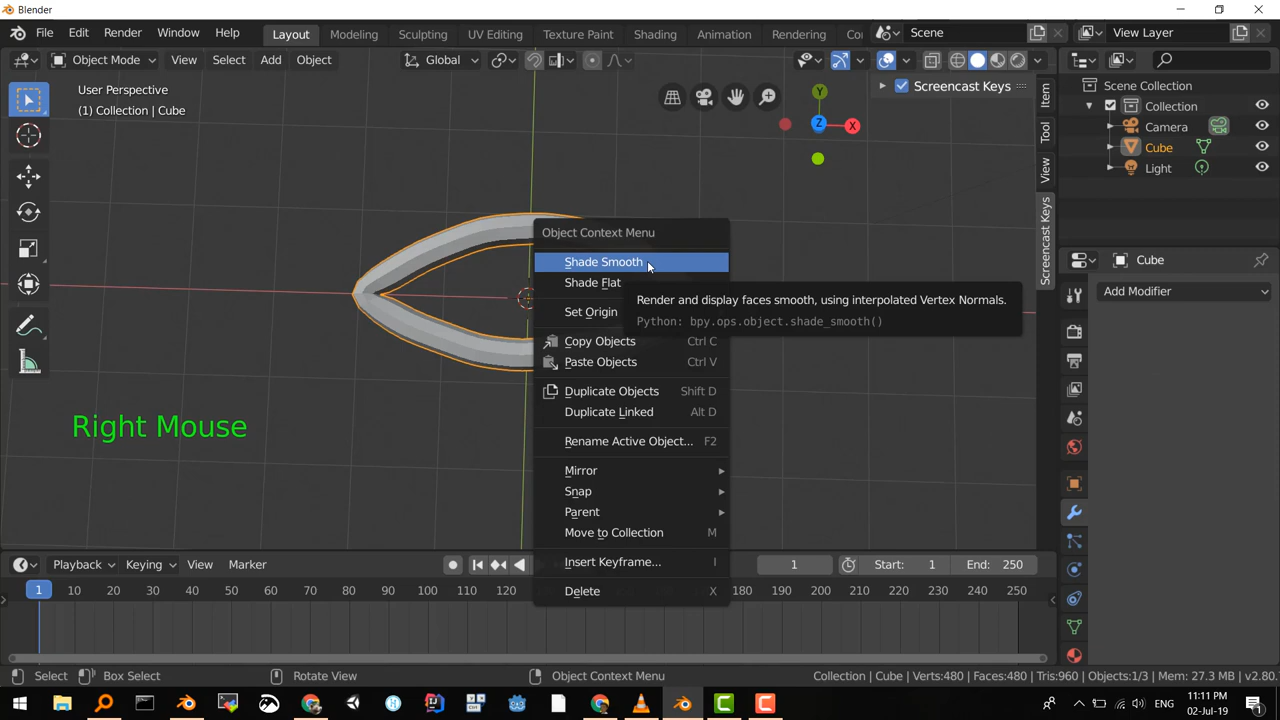 Blender
File Edit Render Window Help
Layout Modeling Sculpting UV Editing Texture Paint Shading Animation Rendering Co
Scene
View Layer
Object Mode View Select Add Object
Global
User Perspective
(1) Collection | Cube
Y
Z
X
Screencast Keys
Item
Tool
View
Screencast Keys
Scene Collection
Collection
Camera
Cube
Light
Cube
Add Modifier
Object Context Menu
Shade Smooth
Shade Flat
Render and display faces smooth, using interpolated Vertex Normals.
Python: bpy.ops.object.shade_smooth()
Set Origin
Copy Objects Ctrl C
Paste Objects Ctrl V
Duplicate Objects Shift D
Duplicate Linked Alt D
Rename Active Object... F2
Mirror
Snap
Parent
Move to Collection M
Insert Keyframe... I
Delete X
Right Mouse
Playback Keying View Marker
1 Start: 1 End: 250
1 10 20 30 40 50 60 70 80 90 100 110 120 180 190 200 210 220 230 240 250
Select Box Select Rotate View Object Context Menu
Collection | Cube | Verts:480 | Faces:480 | Tris:960 | Objects:1/3 | Mem: 27.3 MB | v2.80.
ENG
11:11 PM
02-Jul-19
1